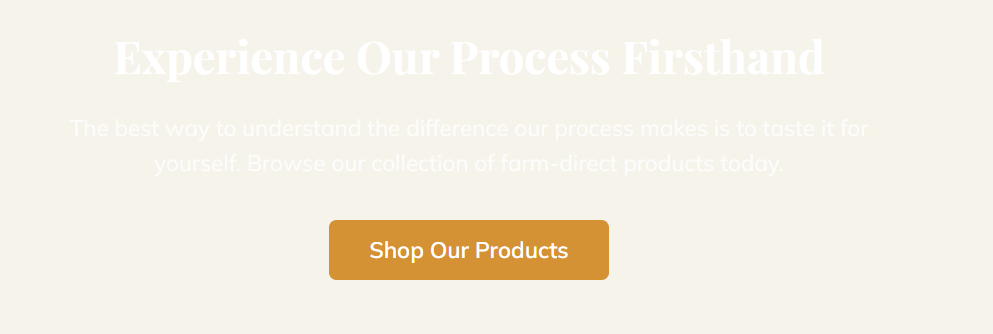 Experience Our Process Firsthand
The best way to understand the difference our process makes is to taste it for
yourself. Browse our collection of farm-direct products today.
Shop Our Products